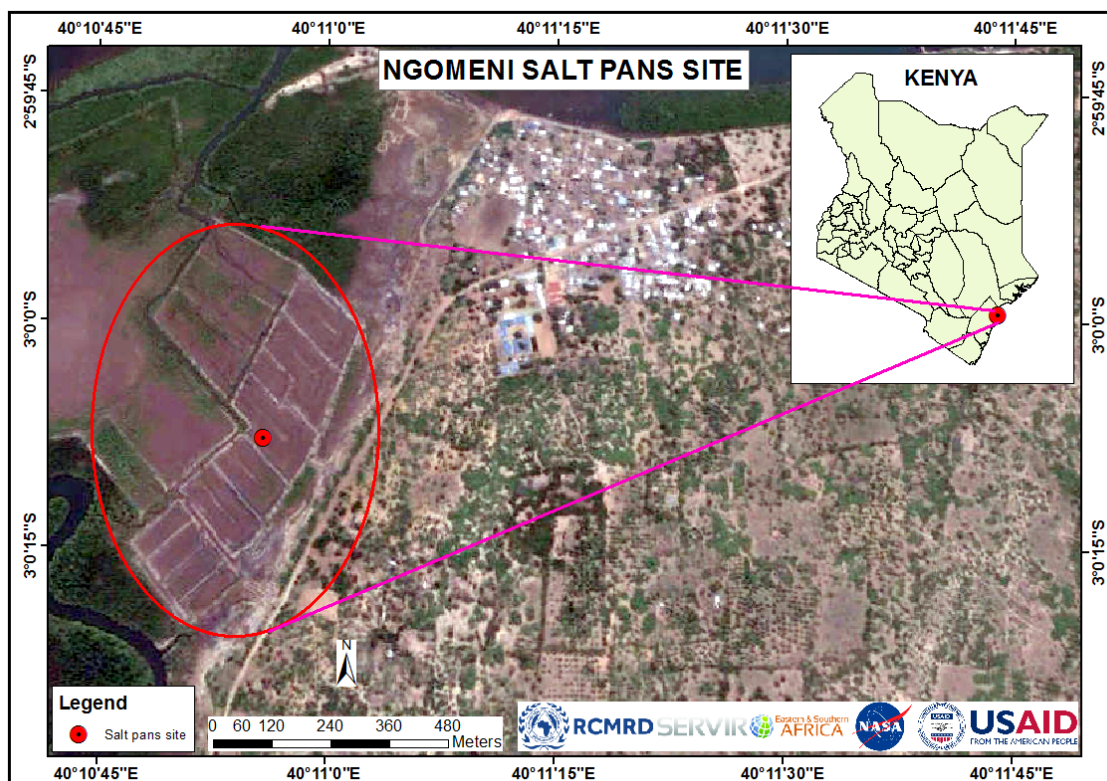 40°10'45"E 40°11'0"E 40°11'15"E 40°11'30"E 40°11'45"E
NGOMENI SALT PANS SITE
KENYA
2°59'45"S
2°59'45"S
3°0'0"S
3°0'0"S
3°0'15"S
3°0'15"S
N
Legend
Salt pans site
0 60 120 240 360 480
Meters
RCMRD SERVIR Eastern & Southern
AFRICA
NASA
USAID
USAID
FROM THE AMERICAN PEOPLE
40°10'45"E 40°11'0"E 40°11'15"E 40°11'30"E 40°11'45"E